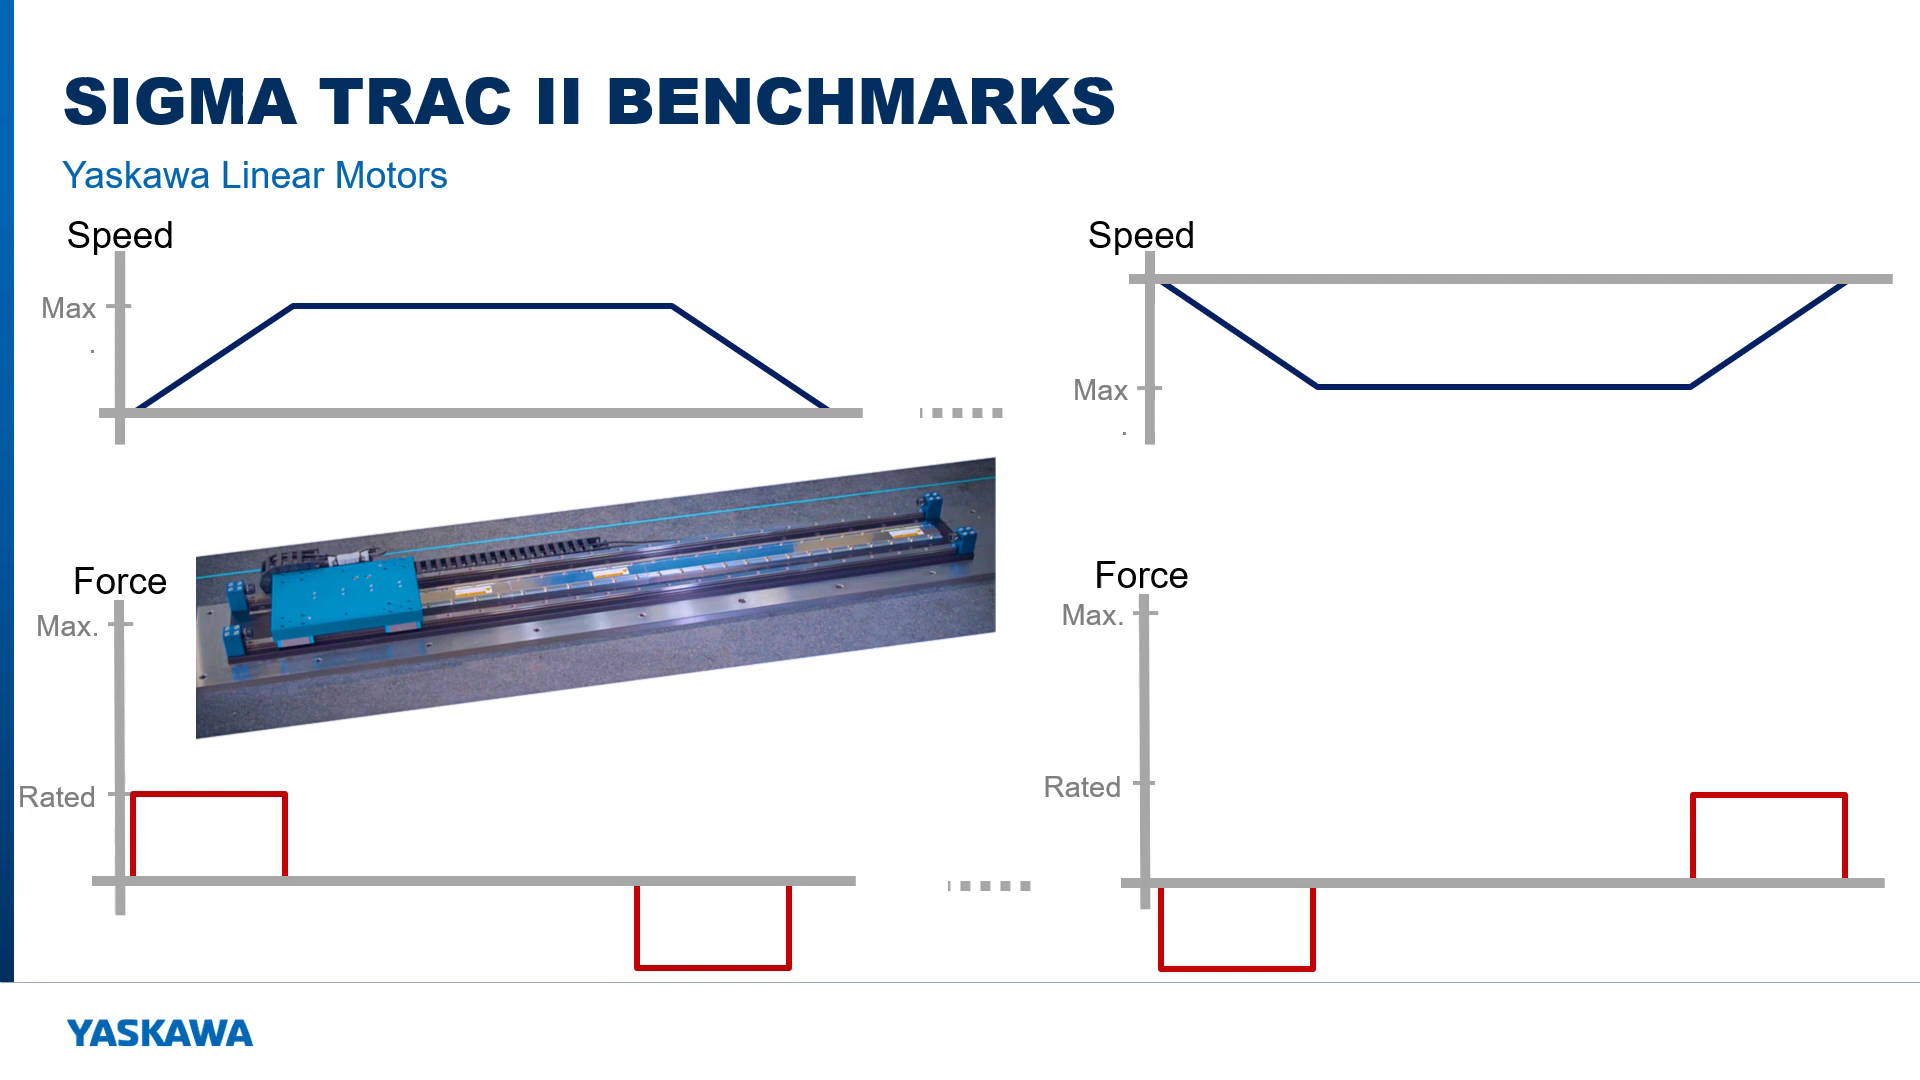 SIGMA TRAC II BENCHMARKS
Yaskawa Linear Motors
Speed
Max
.
Speed
Max
.
Force
Max.
Rated
Force
Max.
Rated
YASKAWA